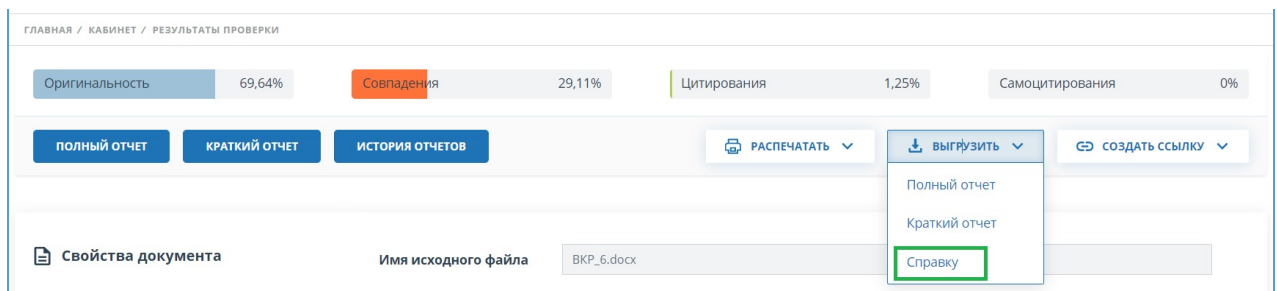 ГЛАВНАЯ / КАБИНЕТ / РЕЗУЛЬТАТЫ ПРОВЕРКИ
Оригинальность 69,64% Совпадения 29,11% Цитирования 1,25% Самоцитирования 0%
ПОЛНЫЙ ОТЧЕТ КРАТКИЙ ОТЧЕТ ИСТОРИЯ ОТЧЕТОВ РАСПЕЧАТАТЬ ВЫГРУЗИТЬ СОЗДАТЬ ССЫЛКУ
Полный отчет
Краткий отчет
Свойства документа Имя исходного файла ВКР_6.docx Справку